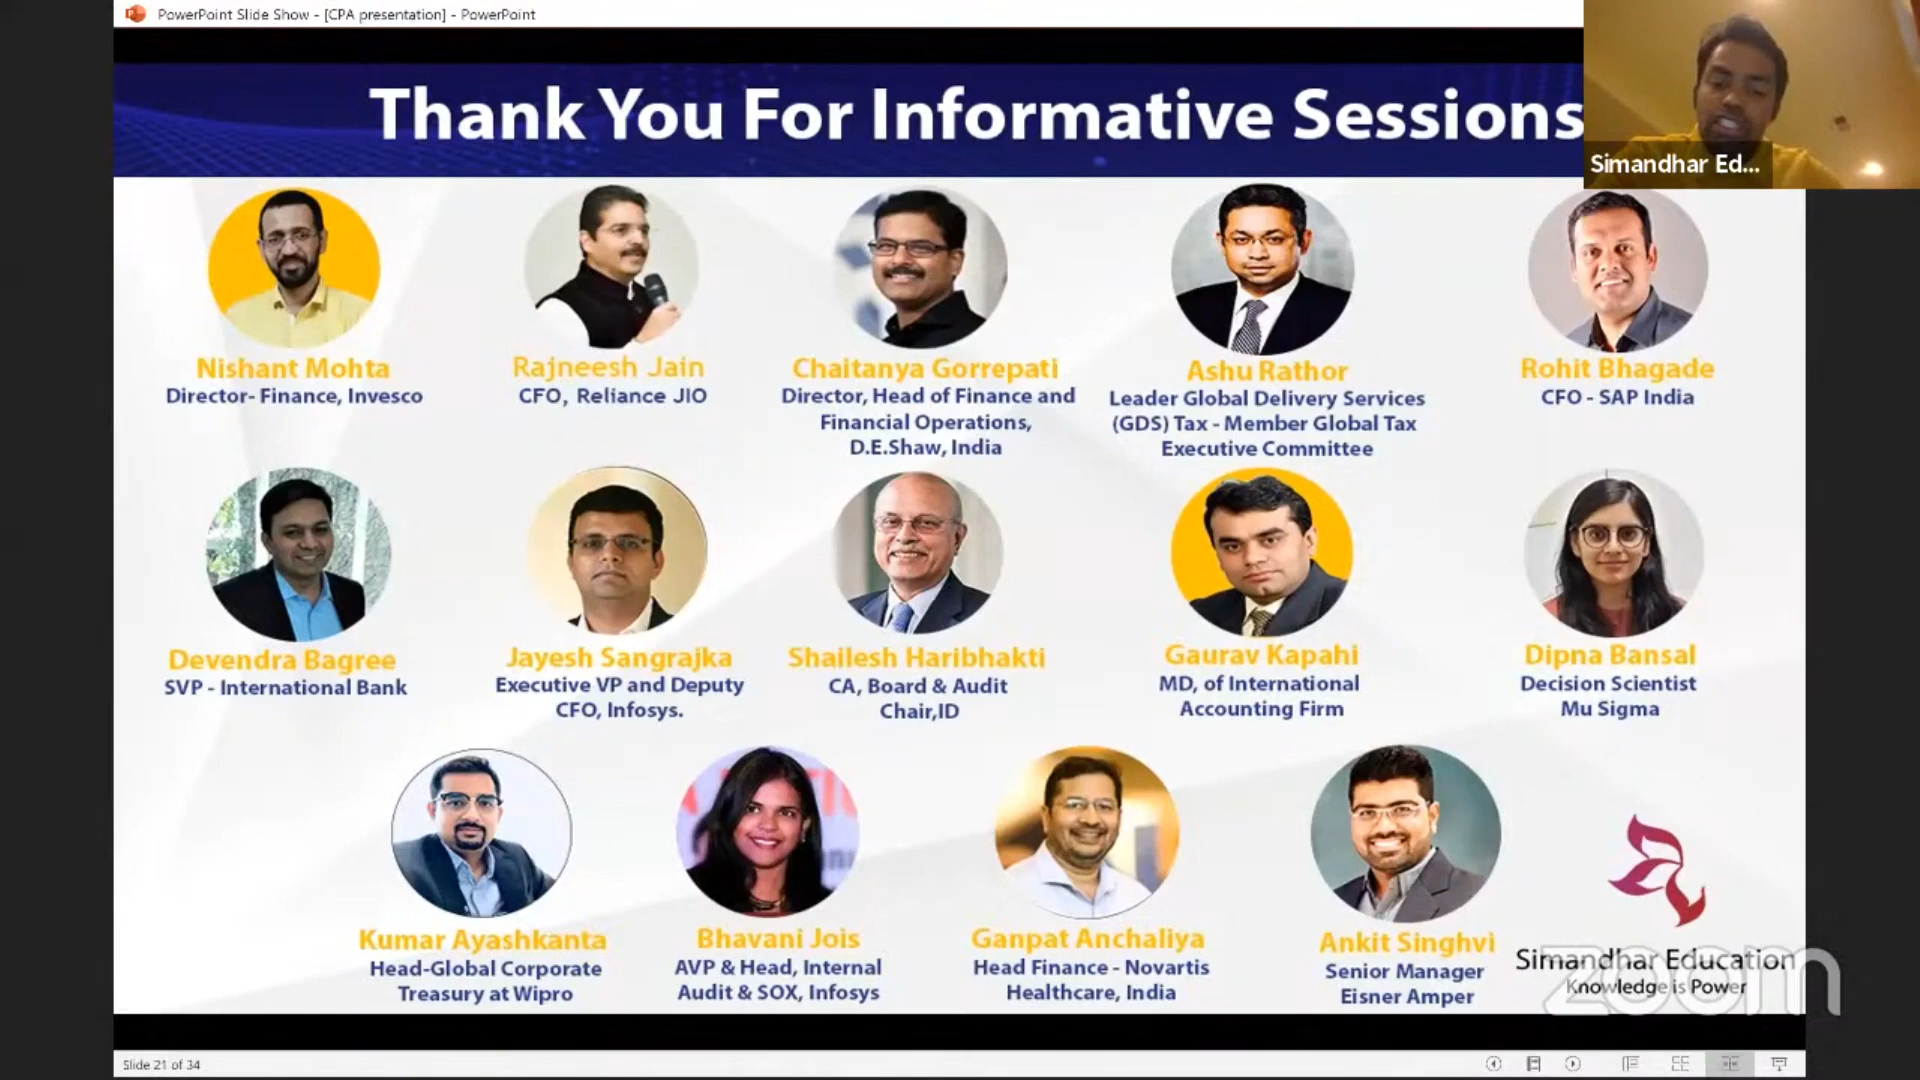 PowerPoint Slide Show - [CPA presentation] - PowerPoint
Thank You For Informative Sessions
Simandhar Ed...
Nishant Mohta
Director- Finance, Invesco
Rajneesh Jain
CFO, Reliance JIO
Chaitanya Gorrepati
Director, Head of Finance and
Financial Operations,
D.E.Shaw, India
Ashu Rathor
Leader Global Delivery Services
(GDS) Tax - Member Global Tax
Executive Committee
Rohit Bhagade
CFO - SAP India
Devendra Bagree
SVP - International Bank
Jayesh Sangrajka
Executive VP and Deputy
CFO, Infosys.
Shailesh Haribhakti
CA, Board & Audit
Chair,ID
Gaurav Kapahi
MD, of International
Accounting Firm
Dipna Bansal
Decision Scientist
Mu Sigma
Kumar Ayashkanta
Head-Global Corporate
Treasury at Wipro
Bhavani Jois
AVP & Head, Internal
Audit & SOX, Infosys
Ganpat Anchaliya
Head Finance - Novartis
Healthcare, India
Ankit Singhvi
Senior Manager
Eisner Amper
Simandhar Education
Knowledge is Power
zoom
Slide 21 of 34